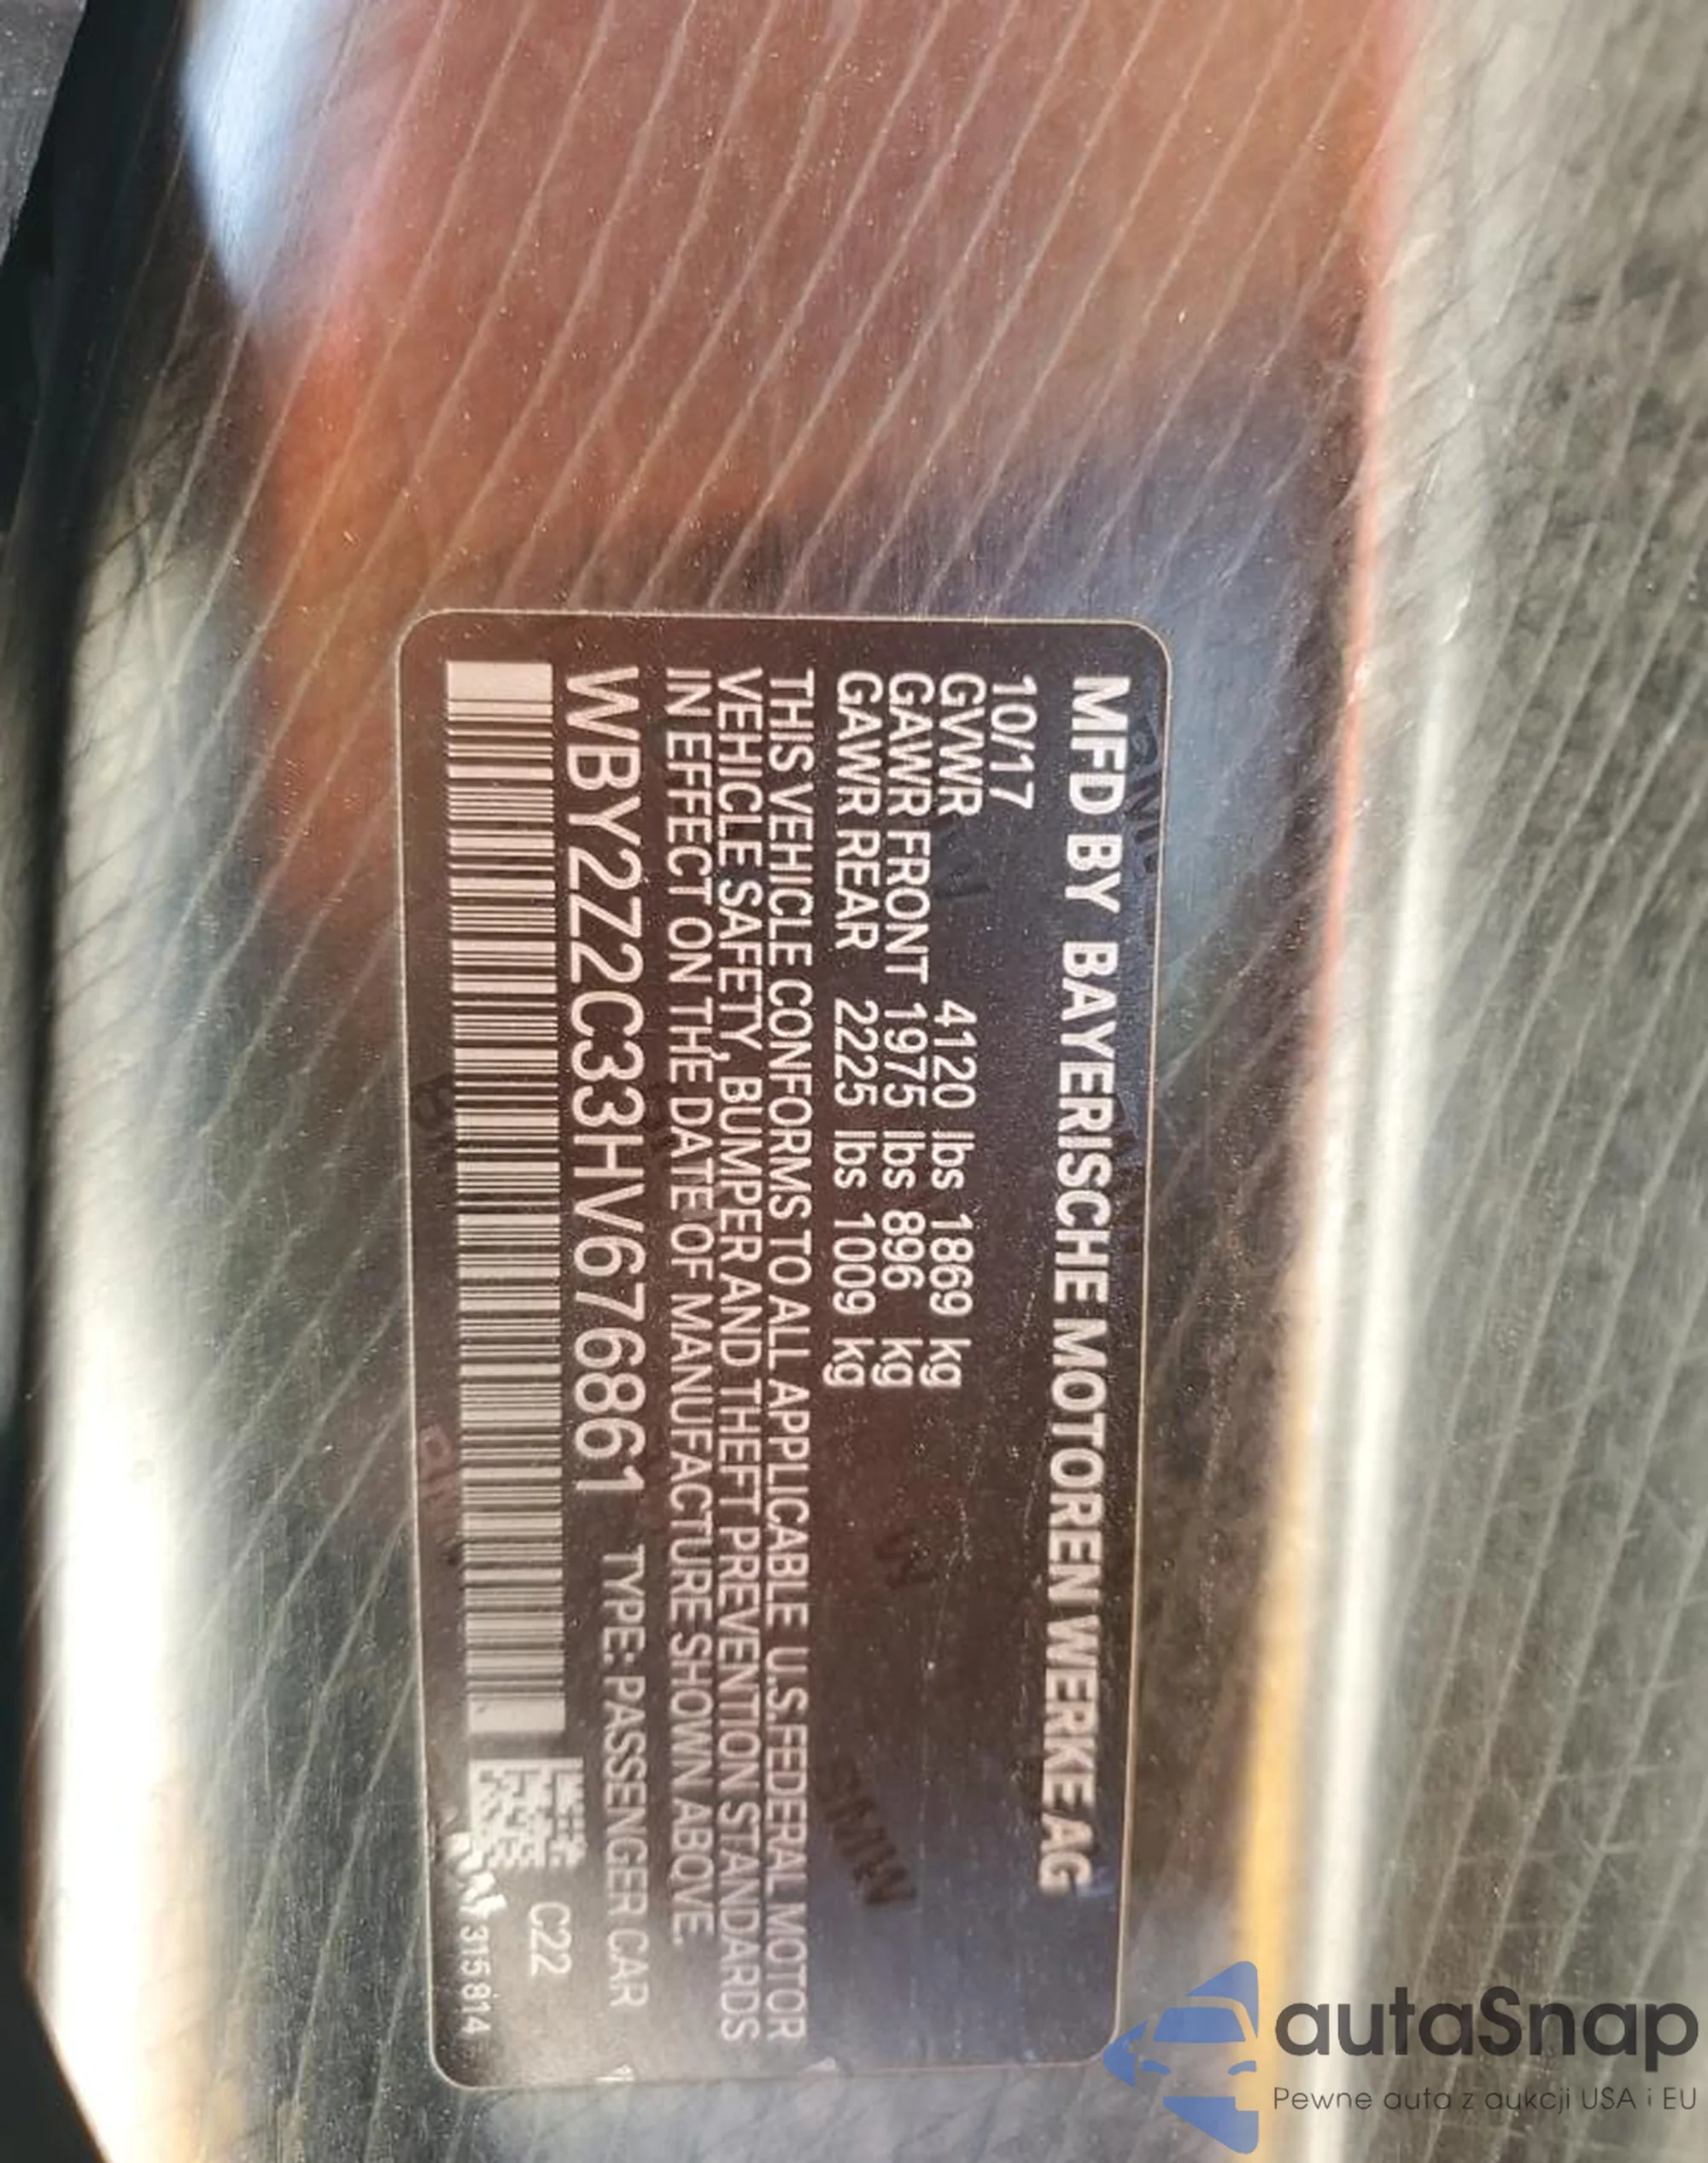 MFD BY BAYERISCHE MOTOREN WERKE AG
10/17
GVWR 4120 lbs 1869 kg
GAWR FRONT 1975 lbs 896 kg
GAWR REAR 2225 lbs 1009 kg
THIS VEHICLE CONFORMS TO ALL APPLICABLE U.S.FEDERAL MOTOR
VEHICLE SAFETY, BUMPER AND THEFT PREVENTION STANDARDS
IN EFFECT ON THE DATE OF MANUFACTURE SHOWN ABOVE.
WBY2Z2C33HV676861 TYPE: PASSENGER CAR
C22
315814
autaSnap
Pewne auta z aukcji USA i EU